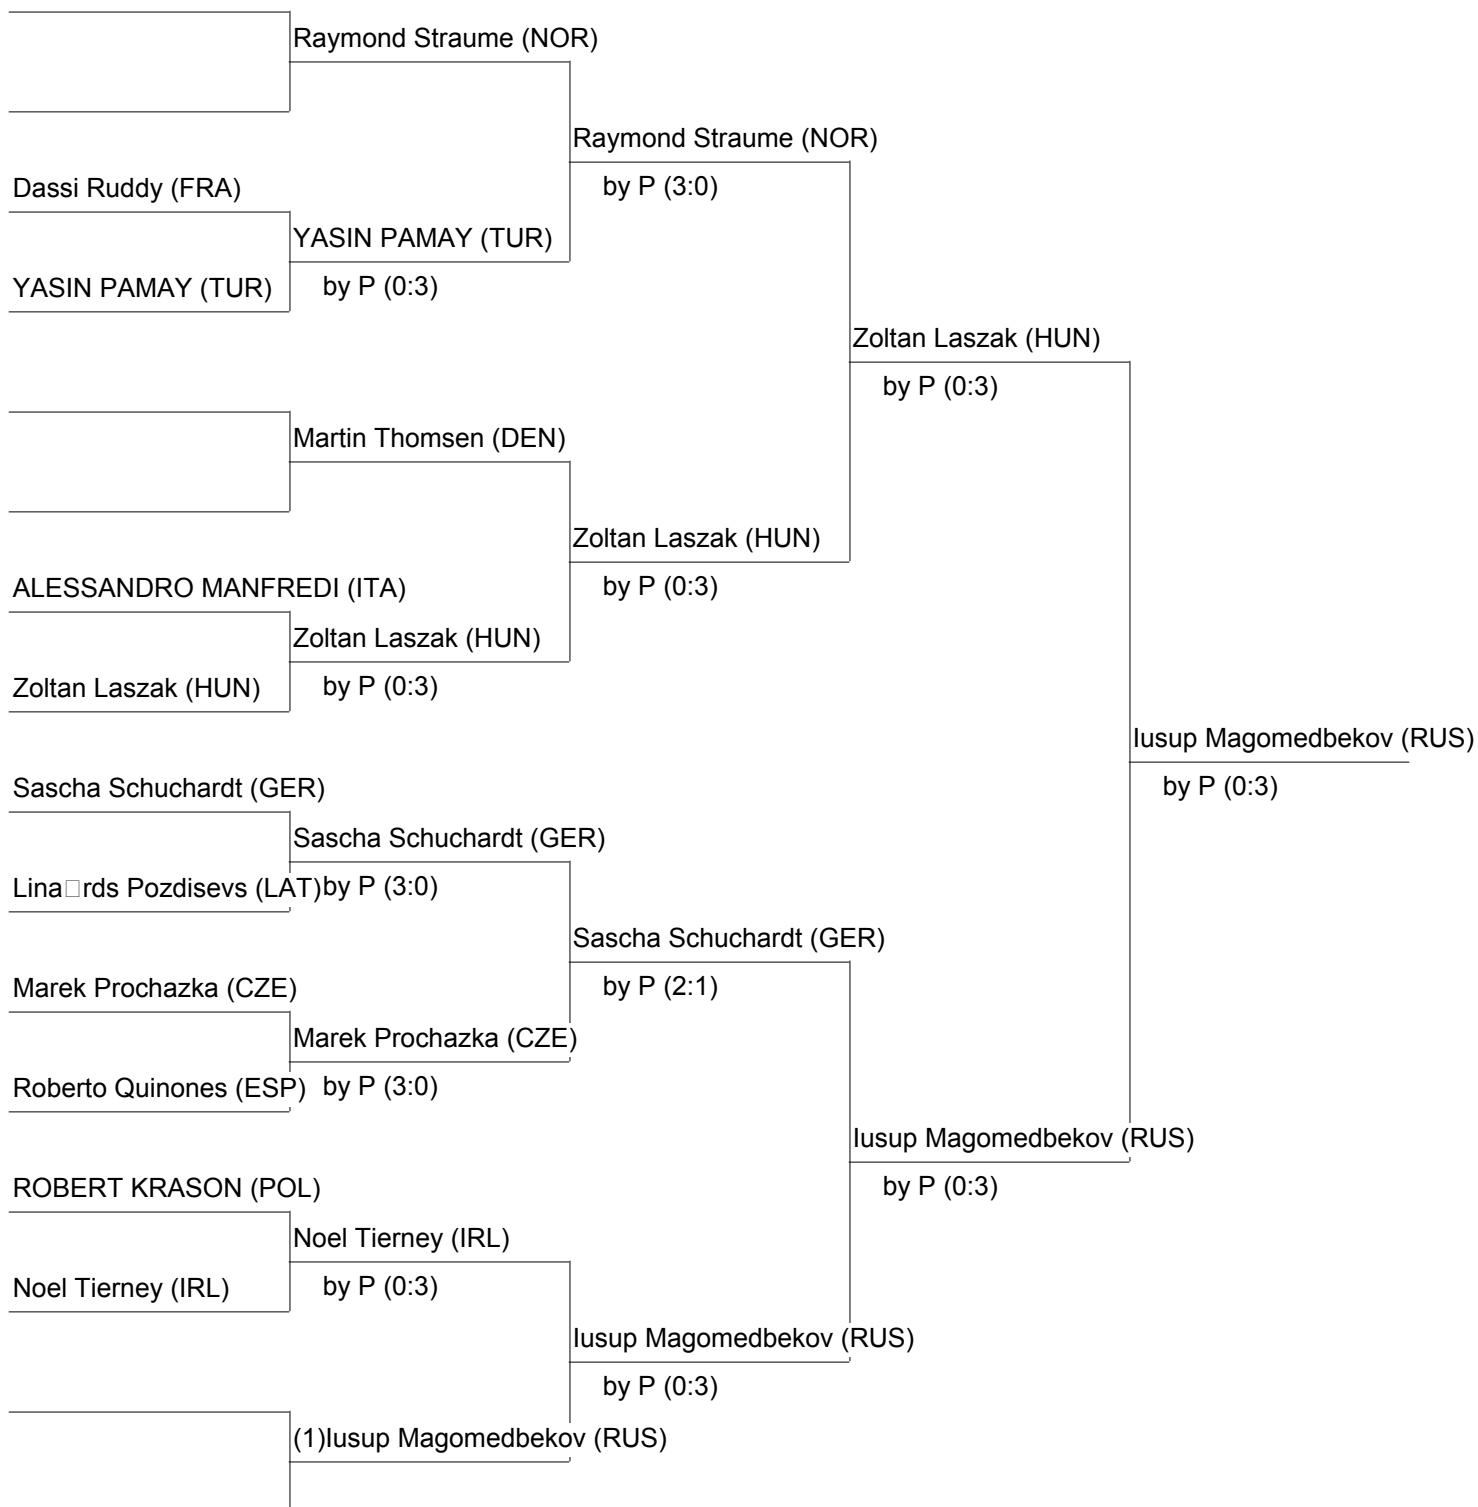 Raymond Straume (NOR)
Raymond Straume (NOR)
Dassi Ruddy (FRA)
by P (3:0)
YASIN PAMAY (TUR)
YASIN PAMAY (TUR)
by P (0:3)
Zoltan Laszak (HUN)
by P (0:3)
Martin Thomsen (DEN)
Zoltan Laszak (HUN)
ALESSANDRO MANFREDI (ITA)
by P (0:3)
Zoltan Laszak (HUN)
Zoltan Laszak (HUN)
by P (0:3)
Iusup Magomedbekov (RUS)
Sascha Schuchardt (GER)
by P (0:3)
Sascha Schuchardt (GER)
Lina□rds Pozdisevs (LAT)
by P (3:0)
Sascha Schuchardt (GER)
Marek Prochazka (CZE)
by P (2:1)
Marek Prochazka (CZE)
Roberto Quinones (ESP)
by P (3:0)
Iusup Magomedbekov (RUS)
ROBERT KRASON (POL)
by P (0:3)
Noel Tierney (IRL)
Noel Tierney (IRL)
by P (0:3)
Iusup Magomedbekov (RUS)
by P (0:3)
(1)Iusup Magomedbekov (RUS)